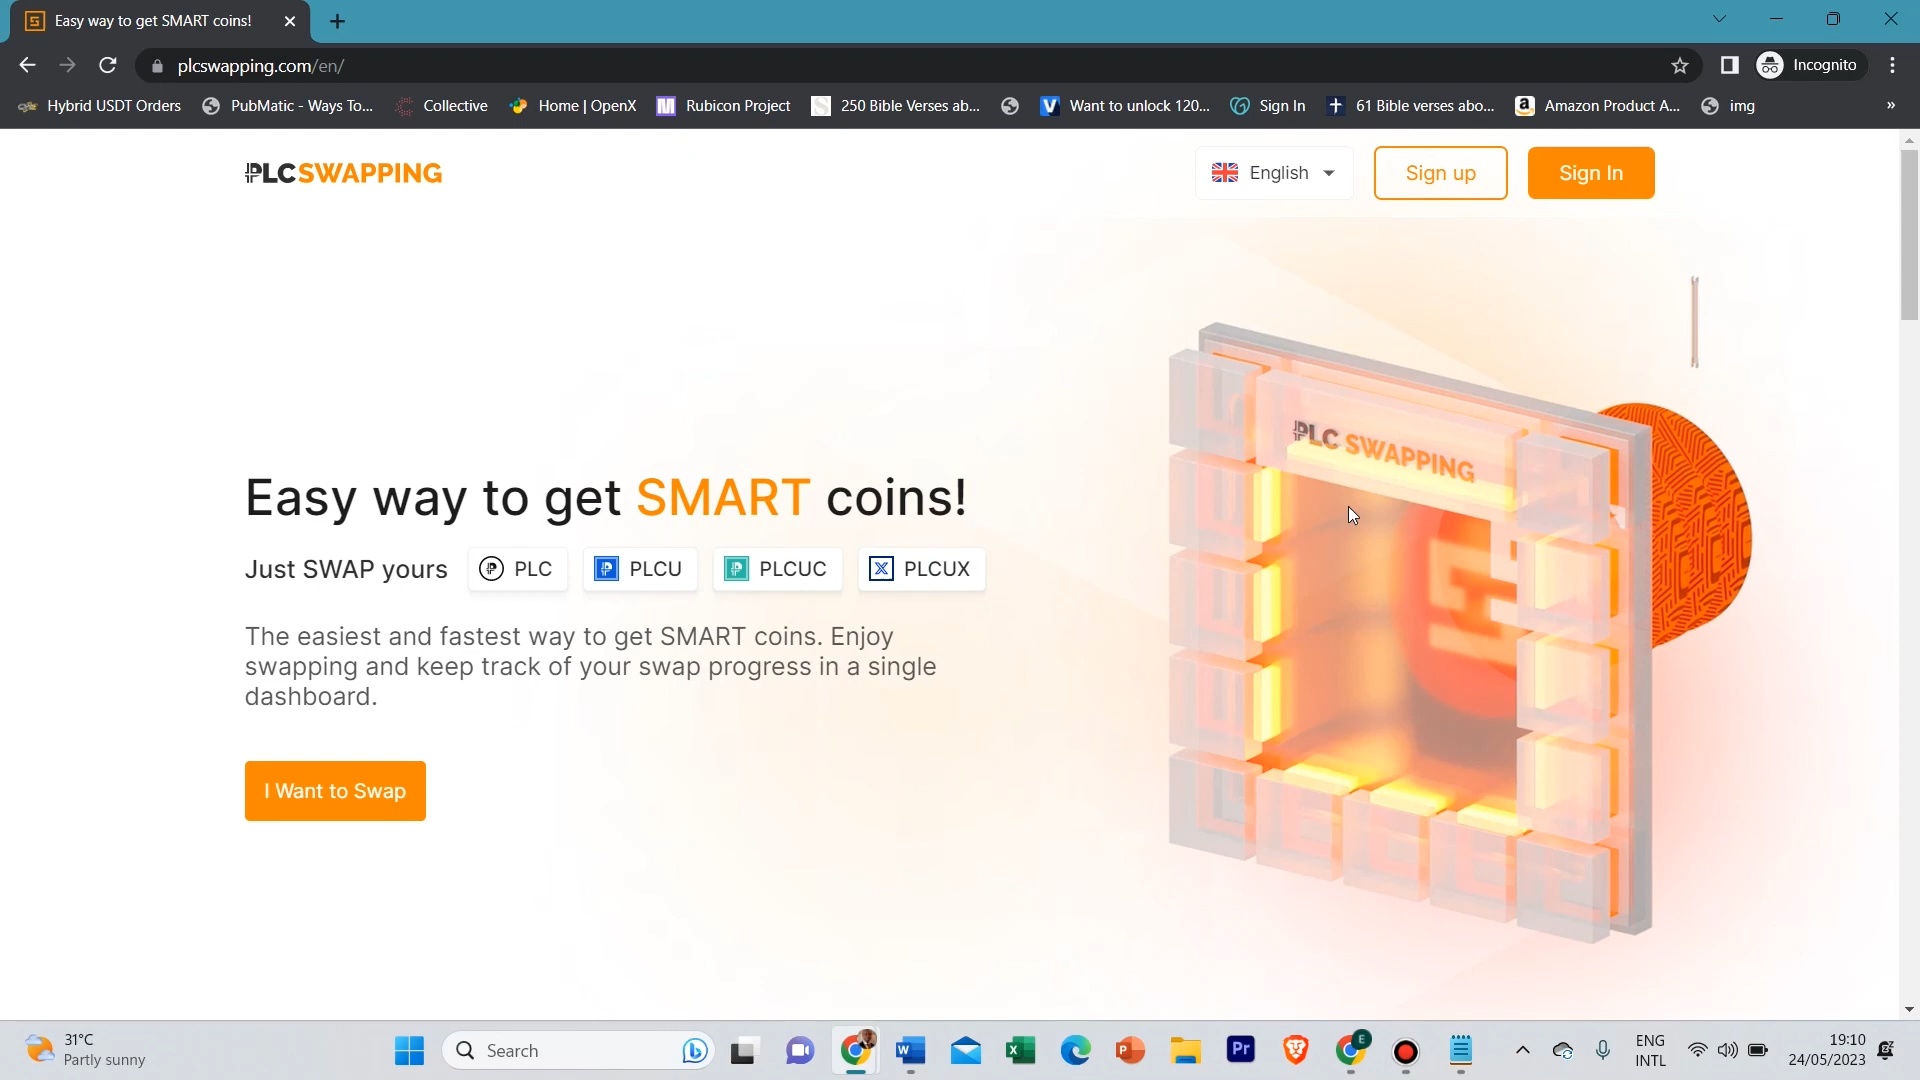 Easy way to get SMART coins!
plcswapping.com/en/
Incognito
Hybrid USDT Orders
PubMatic - Ways To...
Collective
Home | OpenX
Rubicon Project
250 Bible Verses ab...
Want to unlock 120...
Sign In
61 Bible verses abo...
Amazon Product A...
img
»
PLCSWAPPING
English
Sign up
Sign In
PLC SWAPPING
Easy way to get SMART coins!
Just SWAP yours
PLC
PLCU
PLCUC
PLCUX
The easiest and fastest way to get SMART coins. Enjoy
swapping and keep track of your swap progress in a single
dashboard.
I Want to Swap
31°C
Partly sunny
Search
Pr
E
ENG
INTL
19:10
24/05/2023